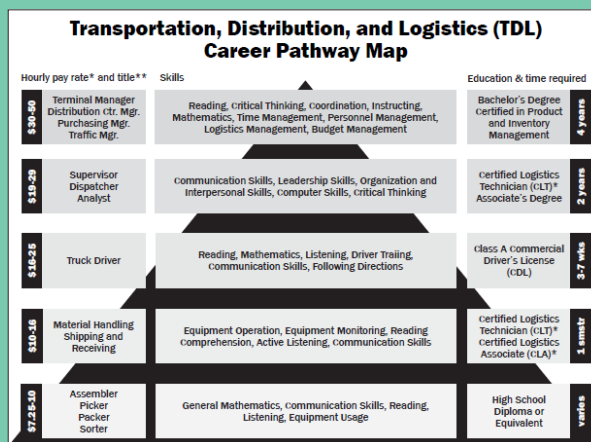 Transportation, Distribution, and Logistics (TDL)
Career Pathway Map
Hourly pay rate* and title**
Skills
Education & time required
$30-50
Terminal Manager
Distribution Ctr. Mgr.
Purchasing Mgr.
Traffic Mgr.
Reading, Critical Thinking, Coordination, Instructing,
Mathematics, Time Management, Personnel Management,
Logistics Management, Budget Management
Bachelor's Degree
Certified in Product
and Inventory
Management
4 years
$19-29
Supervisor
Dispatcher
Analyst
Communication Skills, Leadership Skills, Organization and
Interpersonal Skills, Computer Skills, Critical Thinking
Certified Logistics
Technician (CLT)*
Associate's Degree
2 years
$16-25
Truck Driver
Reading, Mathematics, Listening, Driver Traiing,
Communication Skills, Following Directions
Class A Commercial
Driver's License
(CDL)
3-7 wks
$10-16
Material Handling
Shipping and
Receiving
Equipment Operation, Equipment Monitoring, Reading
Comprehension, Active Listening, Communication Skills
Certified Logistics
Technician (CLT)*
Certified Logistics
Associate (CLA)*
1 smstr
$7.25-10
Assembler
Picker
Packer
Sorter
General Mathematics, Communication Skills, Reading,
Listening, Equipment Usage
High School
Diploma or
Equivalent
varies